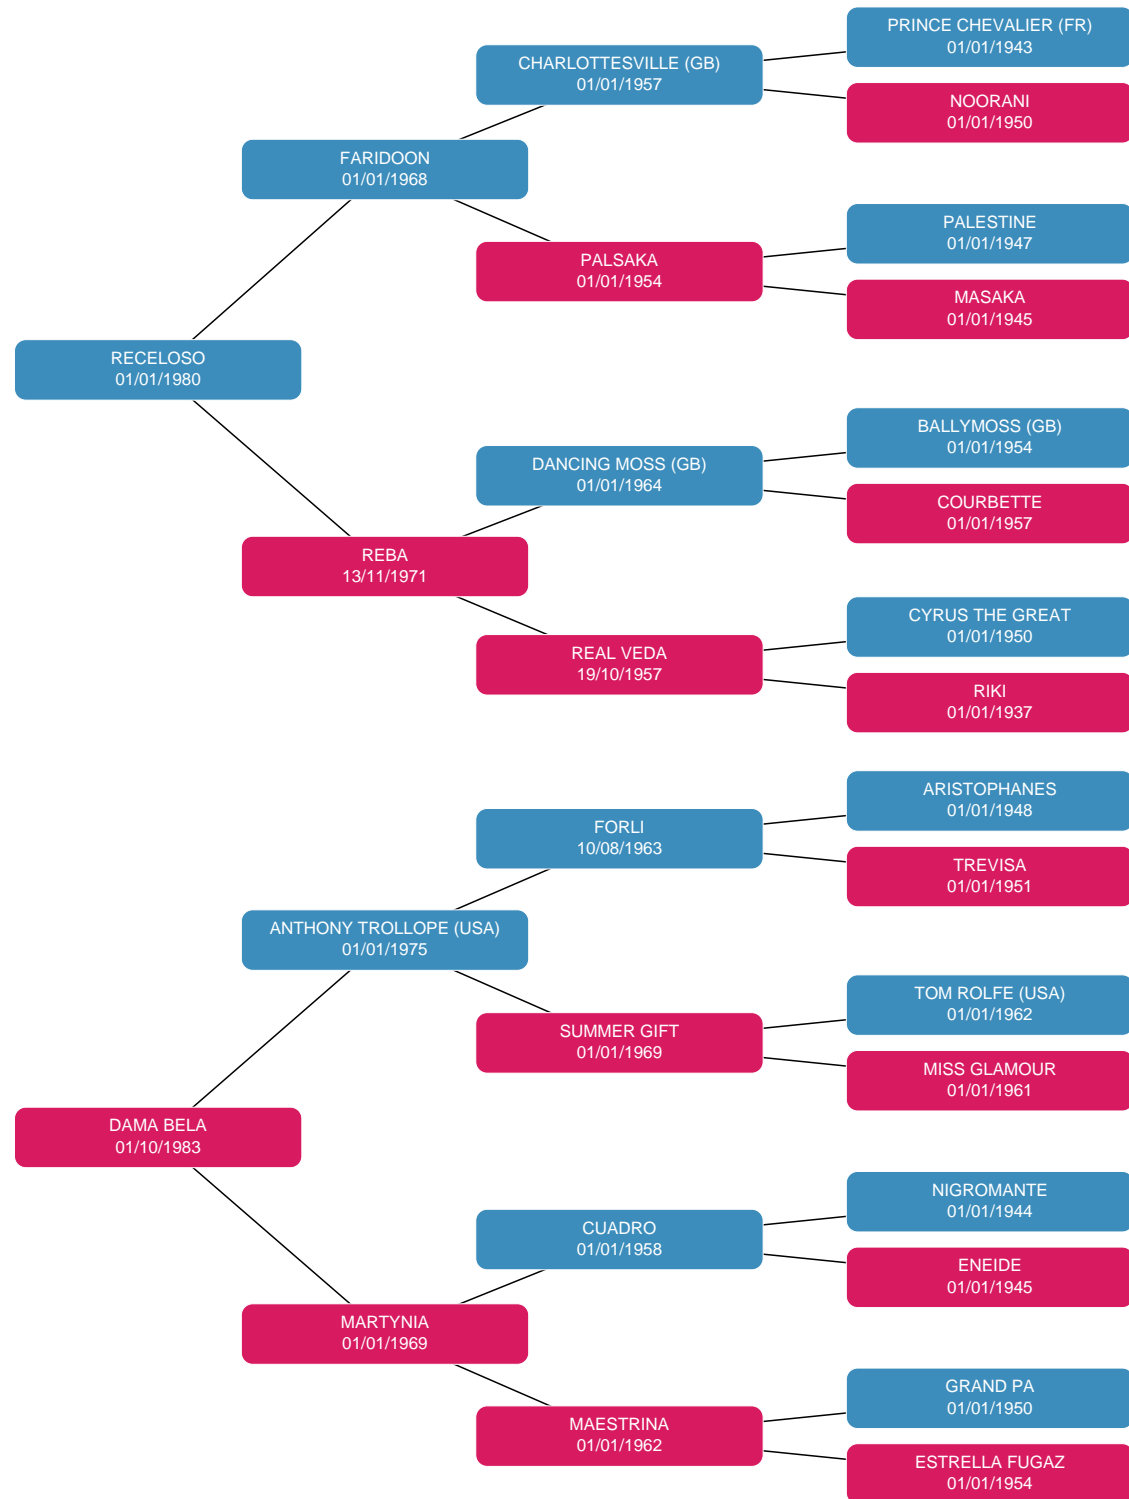 PRINCE CHEVALIER (FR)
01/01/1943
CHARLOTTESVILLE (GB)
01/01/1957
NOORANI
01/01/1950
FARIDOON
01/01/1968
PALESTINE
01/01/1947
PALSAKA
01/01/1954
MASAKA
01/01/1945
RECELOSO
01/01/1980
BALLYMOSS (GB)
01/01/1954
DANCING MOSS (GB)
01/01/1964
COURBETTE
01/01/1957
REBA
13/11/1971
CYRUS THE GREAT
01/01/1950
REAL VEDA
19/10/1957
RIKI
01/01/1937
ARISTOPHANES
01/01/1948
FORLI
10/08/1963
TREVISA
01/01/1951
ANTHONY TROLLOPE (USA)
01/01/1975
TOM ROLFE (USA)
01/01/1962
SUMMER GIFT
01/01/1969
MISS GLAMOUR
01/01/1961
DAMA BELA
01/10/1983
NIGROMANTE
01/01/1944
CUADRO
01/01/1958
ENEIDE
01/01/1945
MARTYNIA
01/01/1969
GRAND PA
01/01/1950
MAESTRINA
01/01/1962
ESTRELLA FUGAZ
01/01/1954